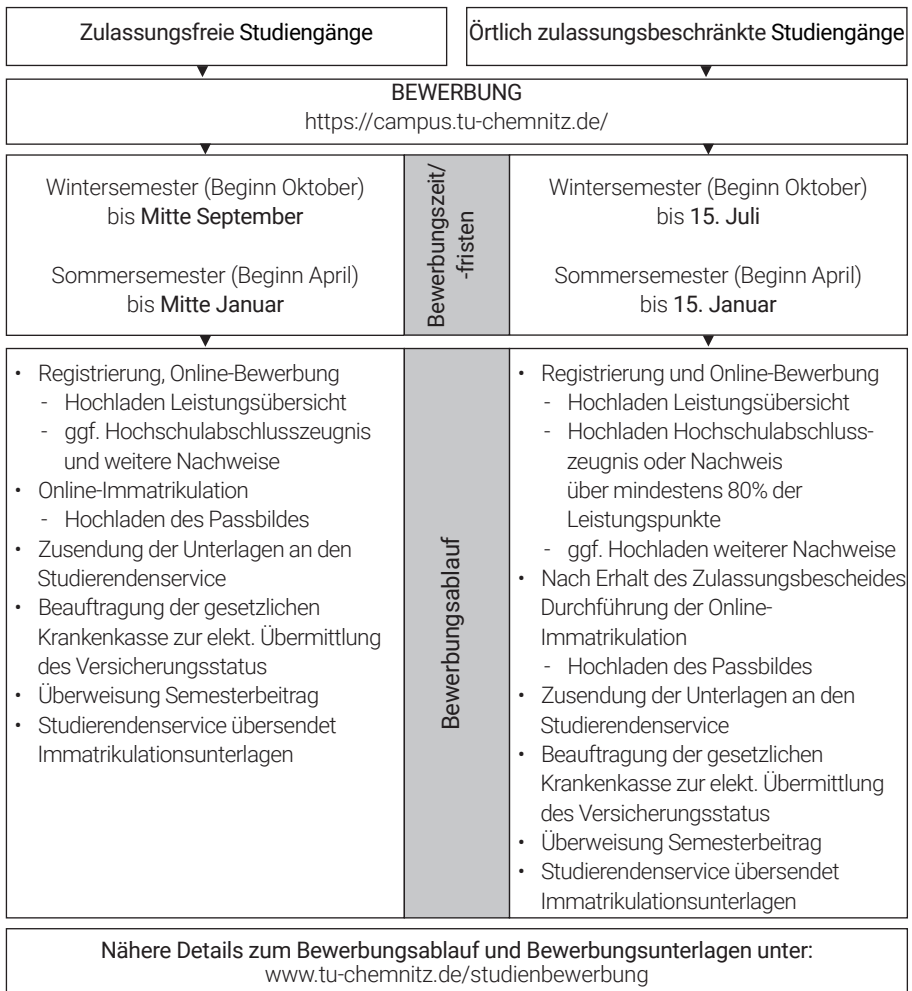 Zulassungsfreie Studiengänge
Örtlich zulassungsbeschränkte Studiengänge
BEWERBUNG
https://campus.tu-chemnitz.de/
Wintersemester (Beginn Oktober)
bis Mitte September
Sommersemester (Beginn April)
bis Mitte Januar
Bewerbungszeit/
-fristen
Wintersemester (Beginn Oktober)
bis 15. Juli
Sommersemester (Beginn April)
bis 15. Januar
• Registrierung, Online-Bewerbung
- Hochladen Leistungsübersicht
- ggf. Hochschulabschlusszeugnis
und weitere Nachweise
• Online-Immatrikulation
- Hochladen des Passbildes
• Zusendung der Unterlagen an den
Studierendenservice
• Beauftragung der gesetzlichen
Krankenkasse zur elekt. Übermittlung
des Versicherungsstatus
• Überweisung Semesterbeitrag
• Studierendenservice übersendet
Immatrikulationsunterlagen
Bewerbungsablauf
• Registrierung und Online-Bewerbung
- Hochladen Leistungsübersicht
- Hochladen Hochschulabschluss-
zeugnis oder Nachweis
über mindestens 80% der
Leistungspunkte
- ggf. Hochladen weiterer Nachweise
• Nach Erhalt des Zulassungsbescheides
Durchführung der Online-
Immatrikulation
- Hochladen des Passbildes
• Zusendung der Unterlagen an den
Studierendenservice
• Beauftragung der gesetzlichen
Krankenkasse zur elekt. Übermittlung
des Versicherungsstatus
• Überweisung Semesterbeitrag
• Studierendenservice übersendet
Immatrikulationsunterlagen
Nähere Details zum Bewerbungsablauf und Bewerbungsunterlagen unter:
www.tu-chemnitz.de/studienbewerbung